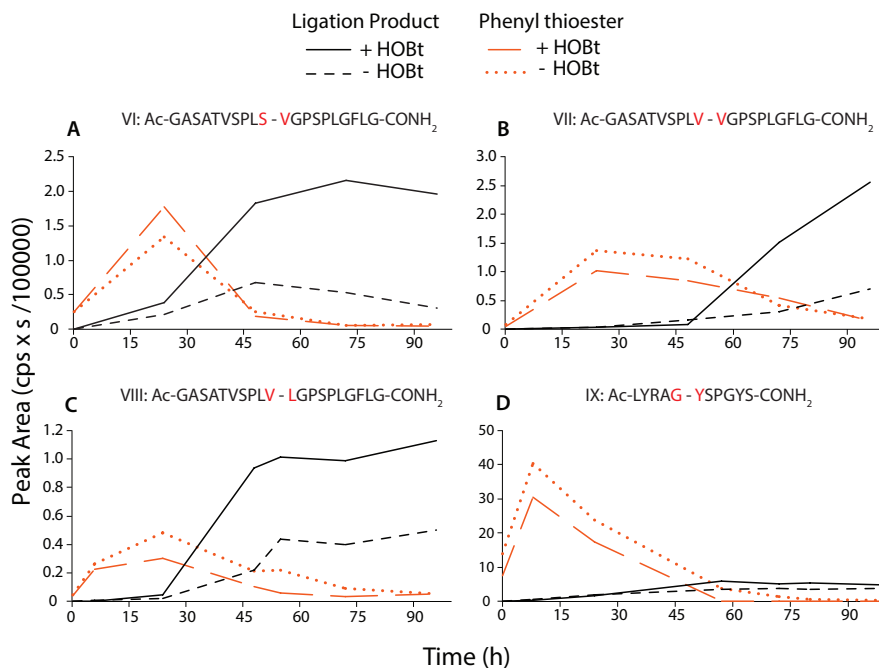 Ligation Product Phenyl thioester
+ HOBt + HOBt
- HOBt - HOBt
A VI: Ac-GASATVSPLS - VGPSPLGFLG-CONH2
2.5
2.0
1.5
1.0
0.5
0
0 15 30 45 60 75 90
B VII: Ac-GASATVSPLV - VGPSPLGFLG-CONH2
3.0
2.5
2.0
1.5
1.0
0.5
0
0 15 30 45 60 75 90
C VIII: Ac-GASATVSPLV - LGPSPLGFLG-CONH2
1.2
1.0
0.8
0.6
0.4
0.2
0
0 15 30 45 60 75 90
D IX: Ac-LYRAG - YSPGYS-CONH2
50
40
30
20
10
0
0 15 30 45 60 75 90
Peak Area (cps x s /100000)
Time (h)